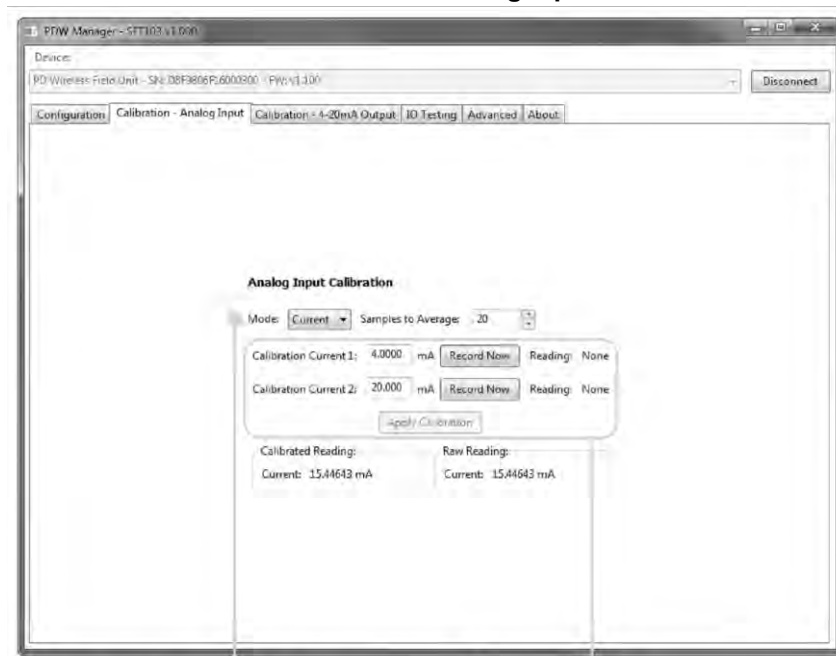 PDW Manager - STT103 v1.000
Device:
PD Wireless Field Unit - SN: - FW: v1.100
Disconnect
Configuration Calibration - Analog Input Calibration - 4-20mA Output IO Testing Advanced About
Analog Input Calibration
Mode: Current Samples to Average: 20
Calibration Current 1: 4.0000 mA Record Now Reading: None
Calibration Current 2: 20.000 mA Record Now Reading: None
Apply Calibration
Calibrated Reading: Raw Reading:
Current: 15.44643 mA Current: 15.44643 mA